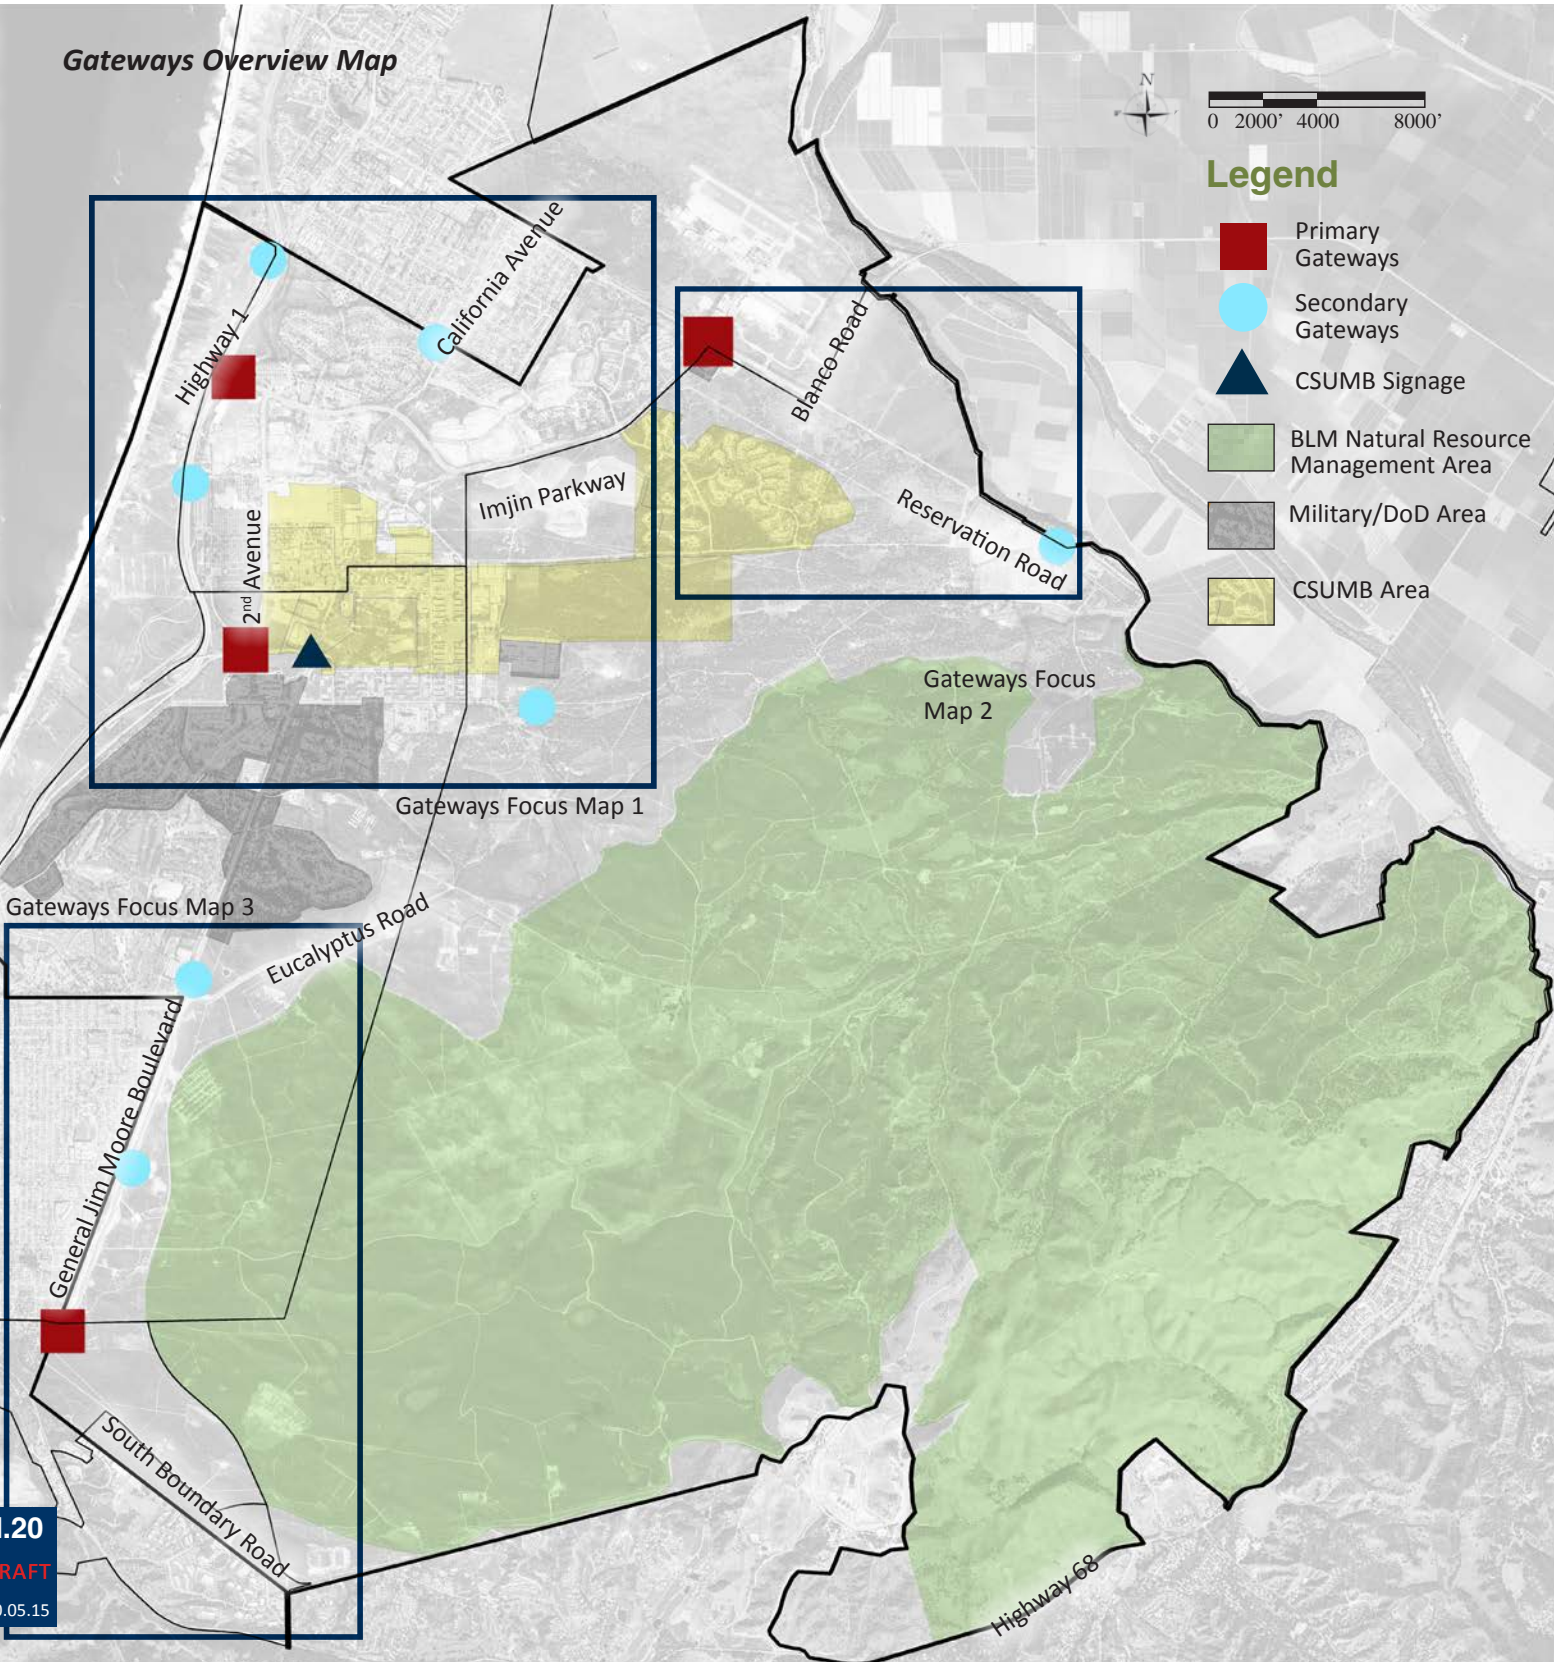 Gateways Overview Map
N
0 2000' 4000 8000'
Legend
Primary
Gateways
Secondary
Gateways
CSUMB Signage
BLM Natural Resource
Management Area
Military/DoD Area
CSUMB Area
California Avenue
Highway 1
Blanco Road
Imjin Parkway
Reservation Road
2nd Avenue
Gateways Focus
Map 2
Gateways Focus Map 1
Gateways Focus Map 3
Eucalyptus Road
General Jim Moore Boulevard
South Boundary Road
Highway 68
.20
RAFT
.05.15